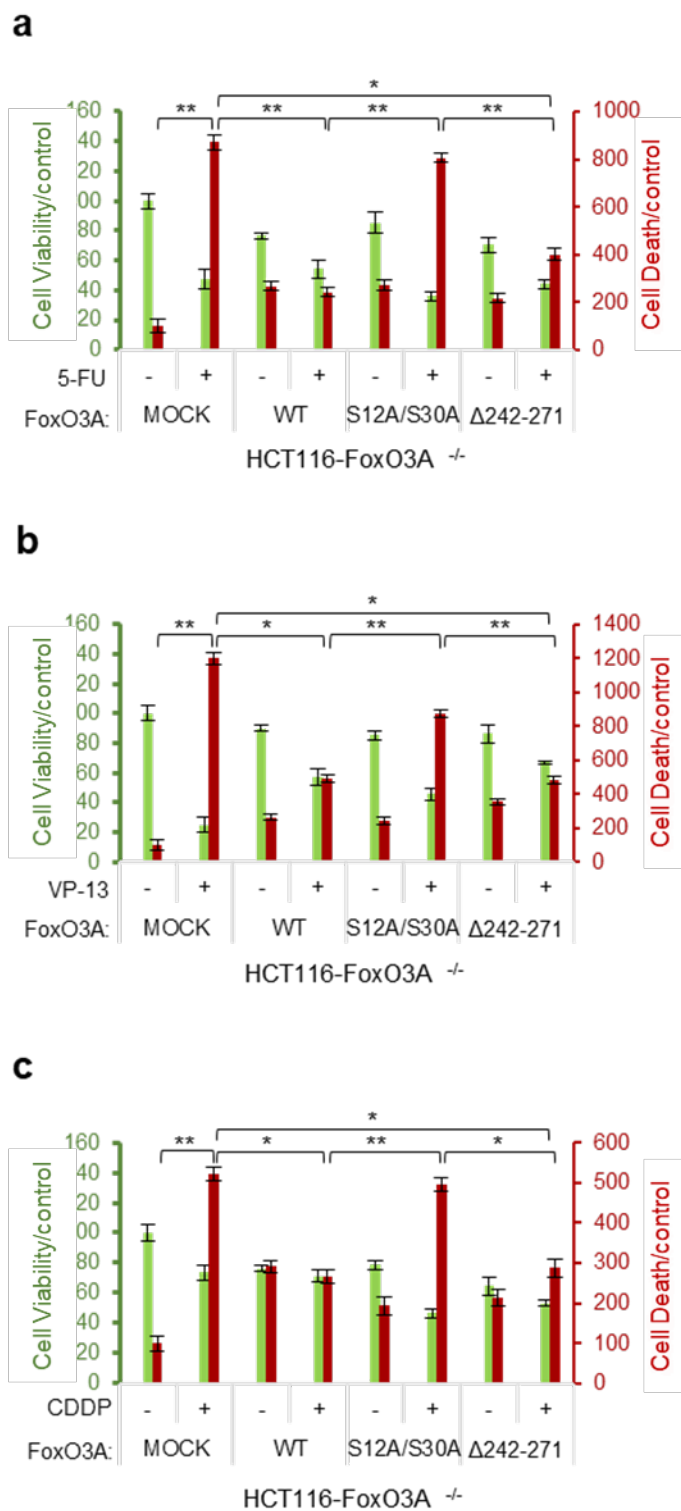 a
*
** ** ** **
160 1000
40 800
20
00 600
80
60 400
40 200
20
0 0
Cell Viability/control
Cell Death/control
5-FU - + - + - + - +
FoxO3A: MOCK WT S12A/S30A Δ242-271
HCT116-FoxO3A -/-
b
*
** * ** **
160 1400
40 1200
20 1000
00 800
80 600
60 400
40 200
20
0 0
Cell Viability/control
Cell Death/control
VP-13 - + - + - + - +
FoxO3A: MOCK WT S12A/S30A Δ242-271
HCT116-FoxO3A -/-
c
*
** * ** *
160 600
40 500
20 400
00 300
80 200
60 100
40
20
0 0
Cell Viability/control
Cell Death/control
CDDP - + - + - + - +
FoxO3A: MOCK WT S12A/S30A Δ242-271
HCT116-FoxO3A -/-